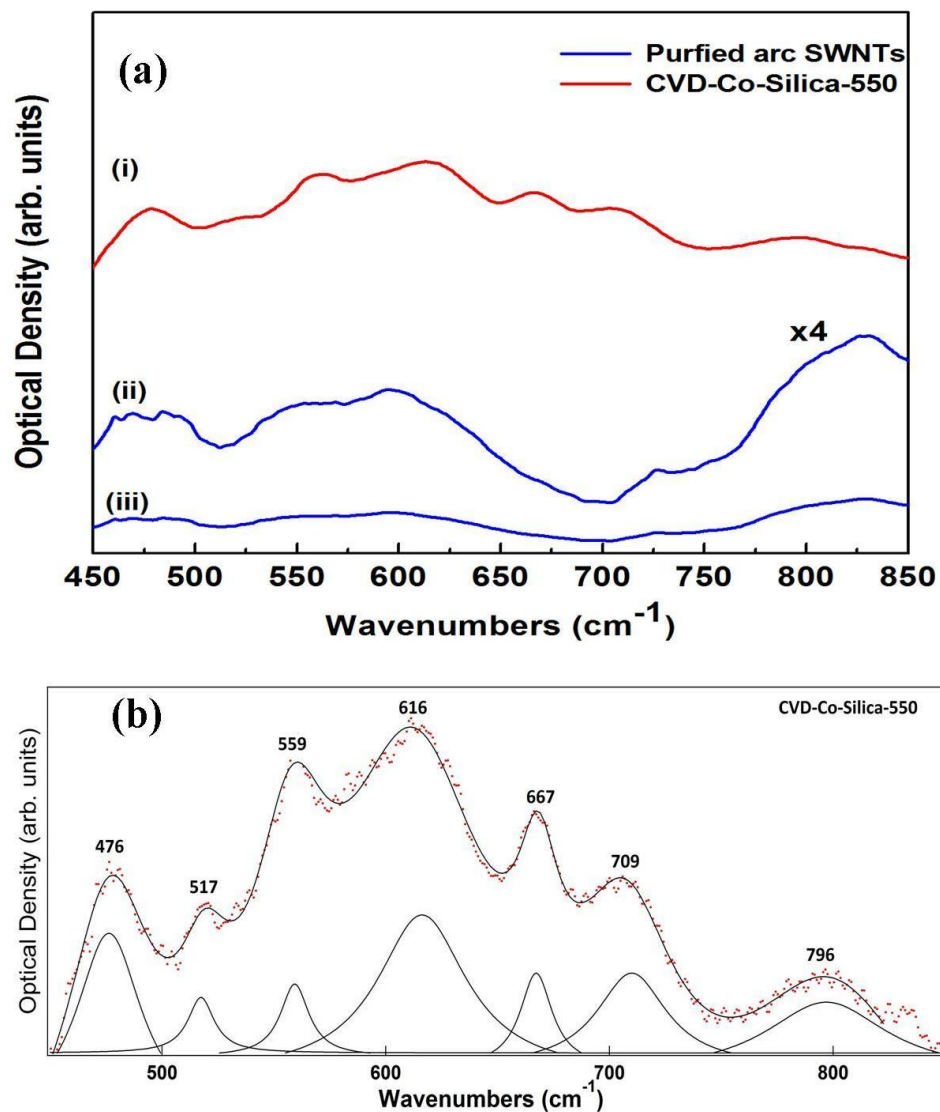 (a)
Purfied arc SWNTs
CVD-Co-Silica-550
(i)
x4
(ii)
(iii)
Optical Density (arb. units)
450 500 550 600 650 700 750 800 850
Wavenumbers (cm-1)
(b)
CVD-Co-Silica-550
616
559
667
476
709
517
796
Optical Density (arb. units)
500 600 700 800
Wavenumbers (cm-1)